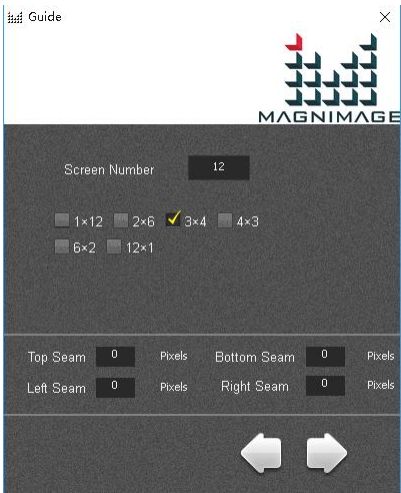 Guide
MAGNIMAGE
Screen Number 12
1×12 2×6 3×4 4×3
6×2 12×1
Top Seam 0 Pixels Bottom Seam 0 Pixels
Left Seam 0 Pixels Right Seam 0 Pixels